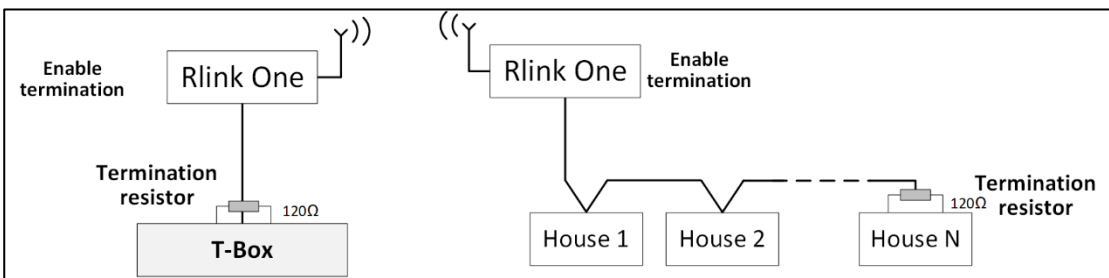 Enable
termination
Rlink One
Termination
resistor
120Ω
T-Box
Rlink One
Enable
termination
House 1
House 2
House N
120Ω
Termination
resistor